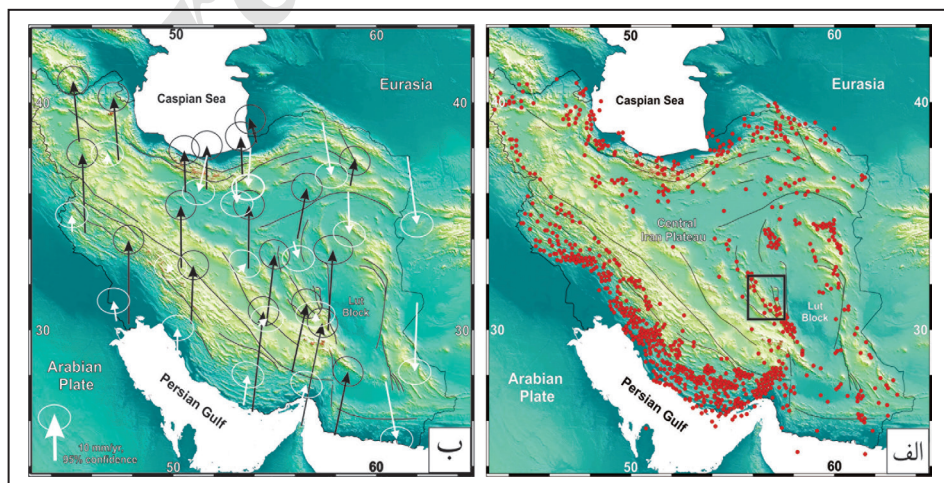 50
60
Eurasia
Caspian Sea
40
40
Lut
Block
30
Arabian
Plate
Persian Gulf
10 mm/yr,
95% confidence
ب
50
60
50
60
Eurasia
Caspian Sea
40
Central
Iran Plateau
Lut
Block
30
30
Arabian
Plate
Persian Gulf
الف
50
60